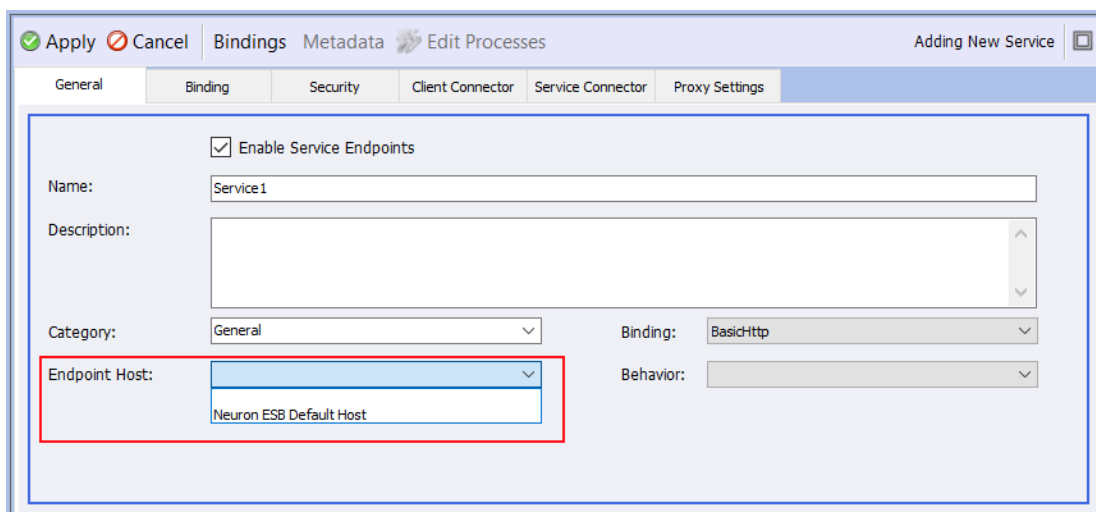 Apply Cancel Bindings Metadata Edit Processes Adding New Service
General Binding Security Client Connector Service Connector Proxy Settings
Enable Service Endpoints
Name: Service1
Description:
Category: General Binding: BasicHttp
Endpoint Host: Behavior:
Neuron ESB Default Host